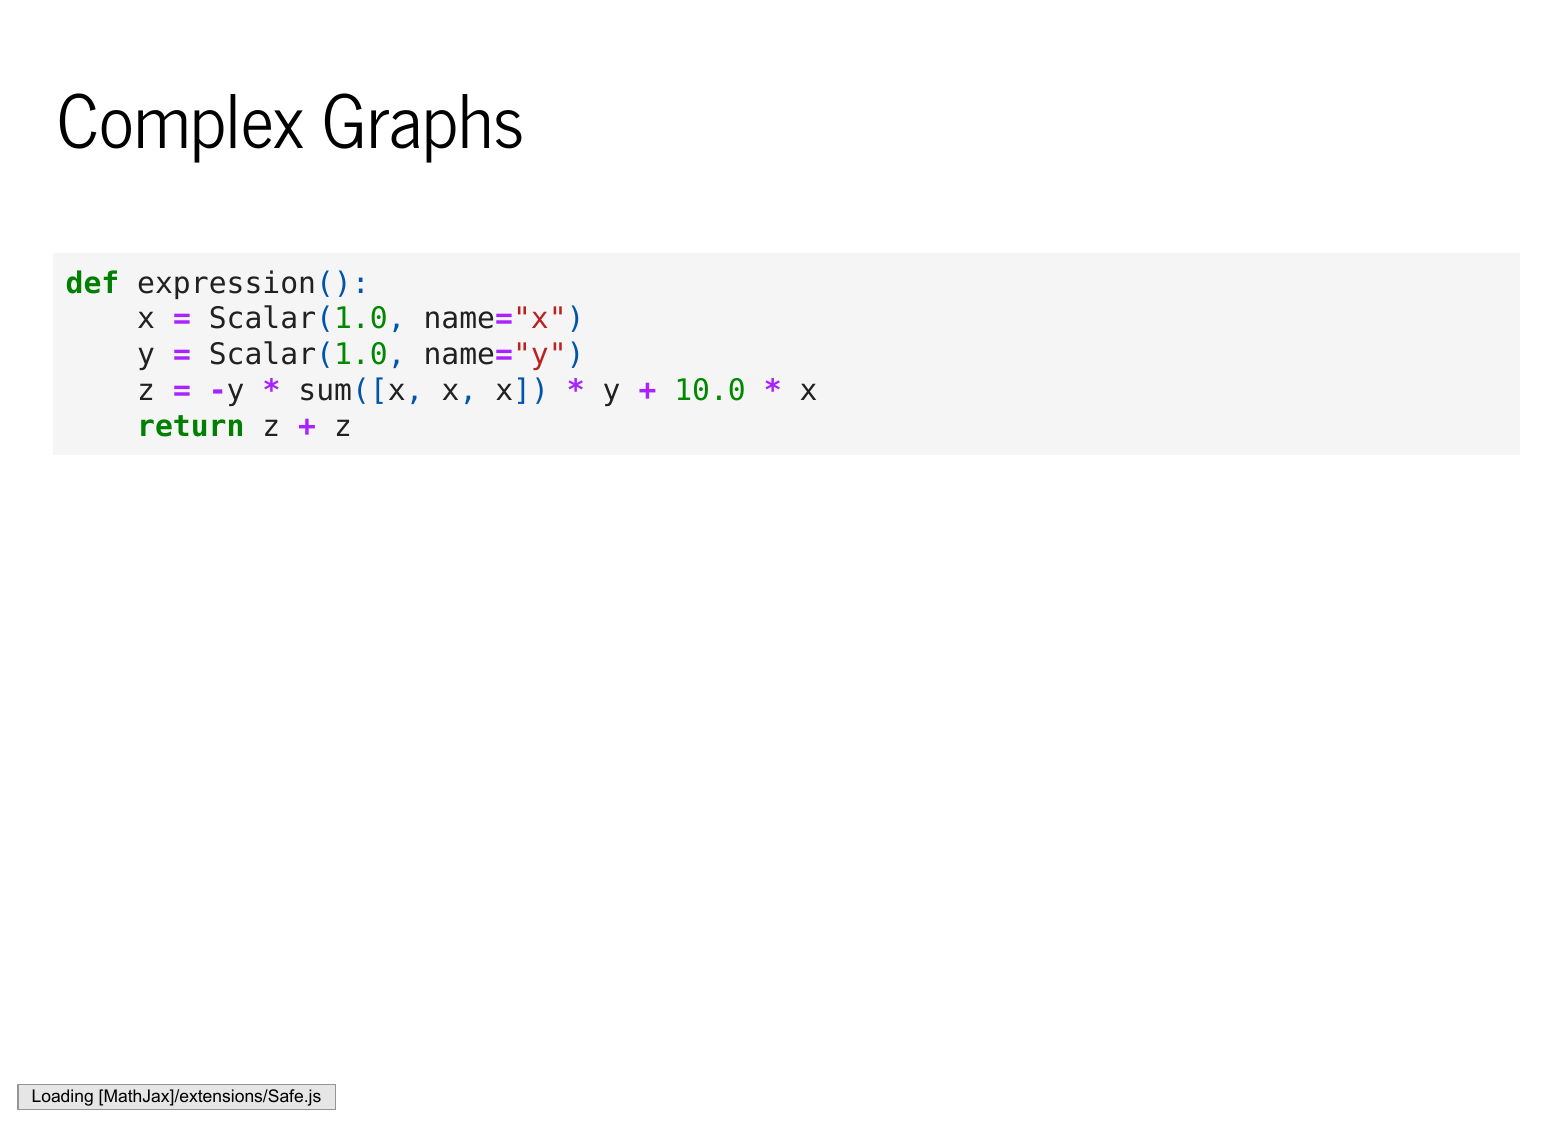 Complex Graphs
def expression():
    x = Scalar(1.0, name="x")
    y = Scalar(1.0, name="y")
    z = -y * sum([x, x, x]) * y + 10.0 * x
    return z + z
Loading [MathJax]/extensions/Safe.js